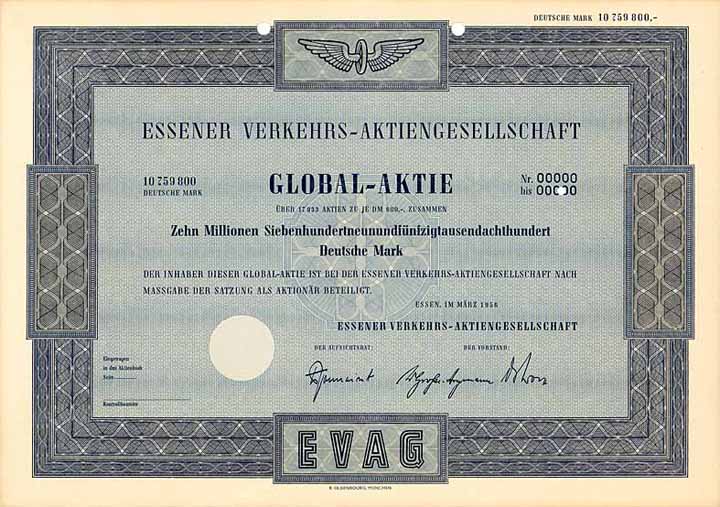 DEUTSCHE MARK 10 759 800,-
ESSENER VERKEHRS-AKTIENGESELLSCHAFT
10 759 800
DEUTSCHE MARK
GLOBAL-AKTIE
Nr. 00000
bis 00000
ÜBER 17 933 AKTIEN ZU JE DM 600,-. ZUSAMMEN
Zehn Millionen Siebenhundertneunundfünfzigtausendachthundert
Deutsche Mark
DER INHABER DIESER GLOBAL-AKTIE IST BEI DER ESSENER VERKEHRS-AKTIENGESELLSCHAFT NACH
MASSGABE DER SATZUNG ALS AKTIONÄR BETEILIGT.
ESSEN, IM MÄRZ 1956
ESSENER VERKEHRS-AKTIENGESELLSCHAFT
DER AUFSICHTSRAT:
DER VORSTAND:
Eingetragen
in das Aktienbuch
Seite
Kontrollbeamter
EVAG
R. OLDENBOURG, MÜNCHEN